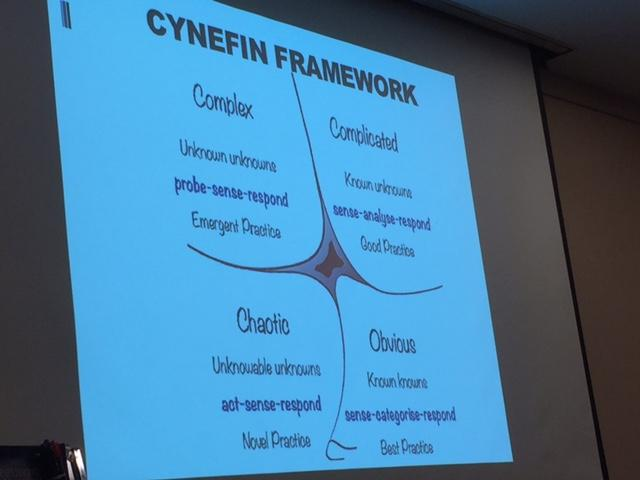 CYNEFIN FRAMEWORK
Complex
Unknown unknowns
probe-sense-respond
Emergent Practice
Complicated
Known unknowns
sense-analyse-respond
Good Practice
Chaotic
Unknowable unknowns
act-sense-respond
Novel Practice
Obvious
Known knowns
sense-categorise-respond
Best Practice